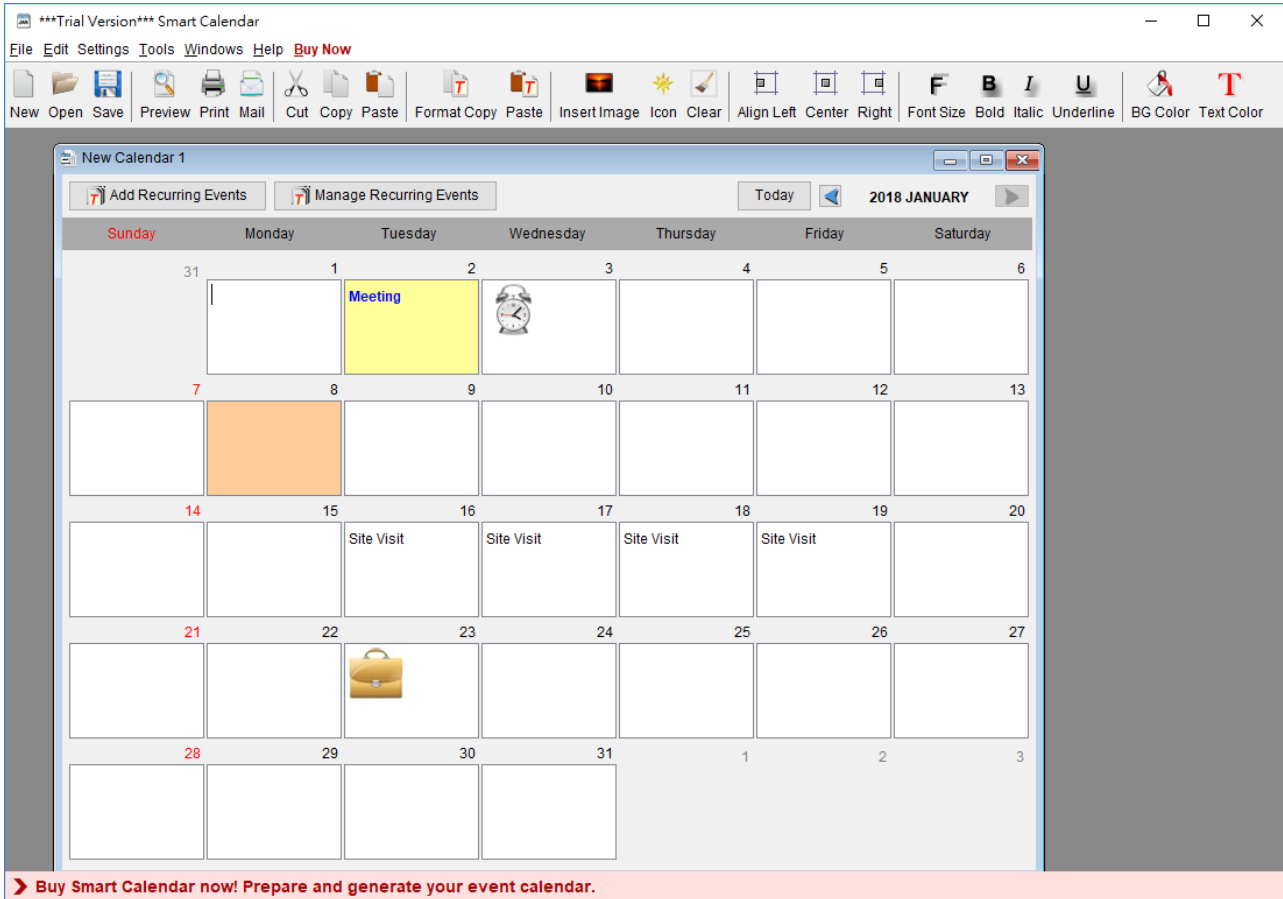 ***Trial Version*** Smart Calendar
File Edit Settings Tools Windows Help Buy Now
New Open Save Preview Print Mail Cut Copy Paste Format Copy Paste Insert Image Icon Clear Align Left Center Right Font Size Bold Italic Underline BG Color Text Color
New Calendar 1
Add Recurring Events Manage Recurring Events Today 2018 JANUARY
Sunday Monday Tuesday Wednesday Thursday Friday Saturday
31 1 2 3 4 5 6
Meeting
7 8 9 10 11 12 13
14 15 16 17 18 19 20
Site Visit Site Visit Site Visit Site Visit
21 22 23 24 25 26 27
28 29 30 31 1 2 3
Buy Smart Calendar now! Prepare and generate your event calendar.